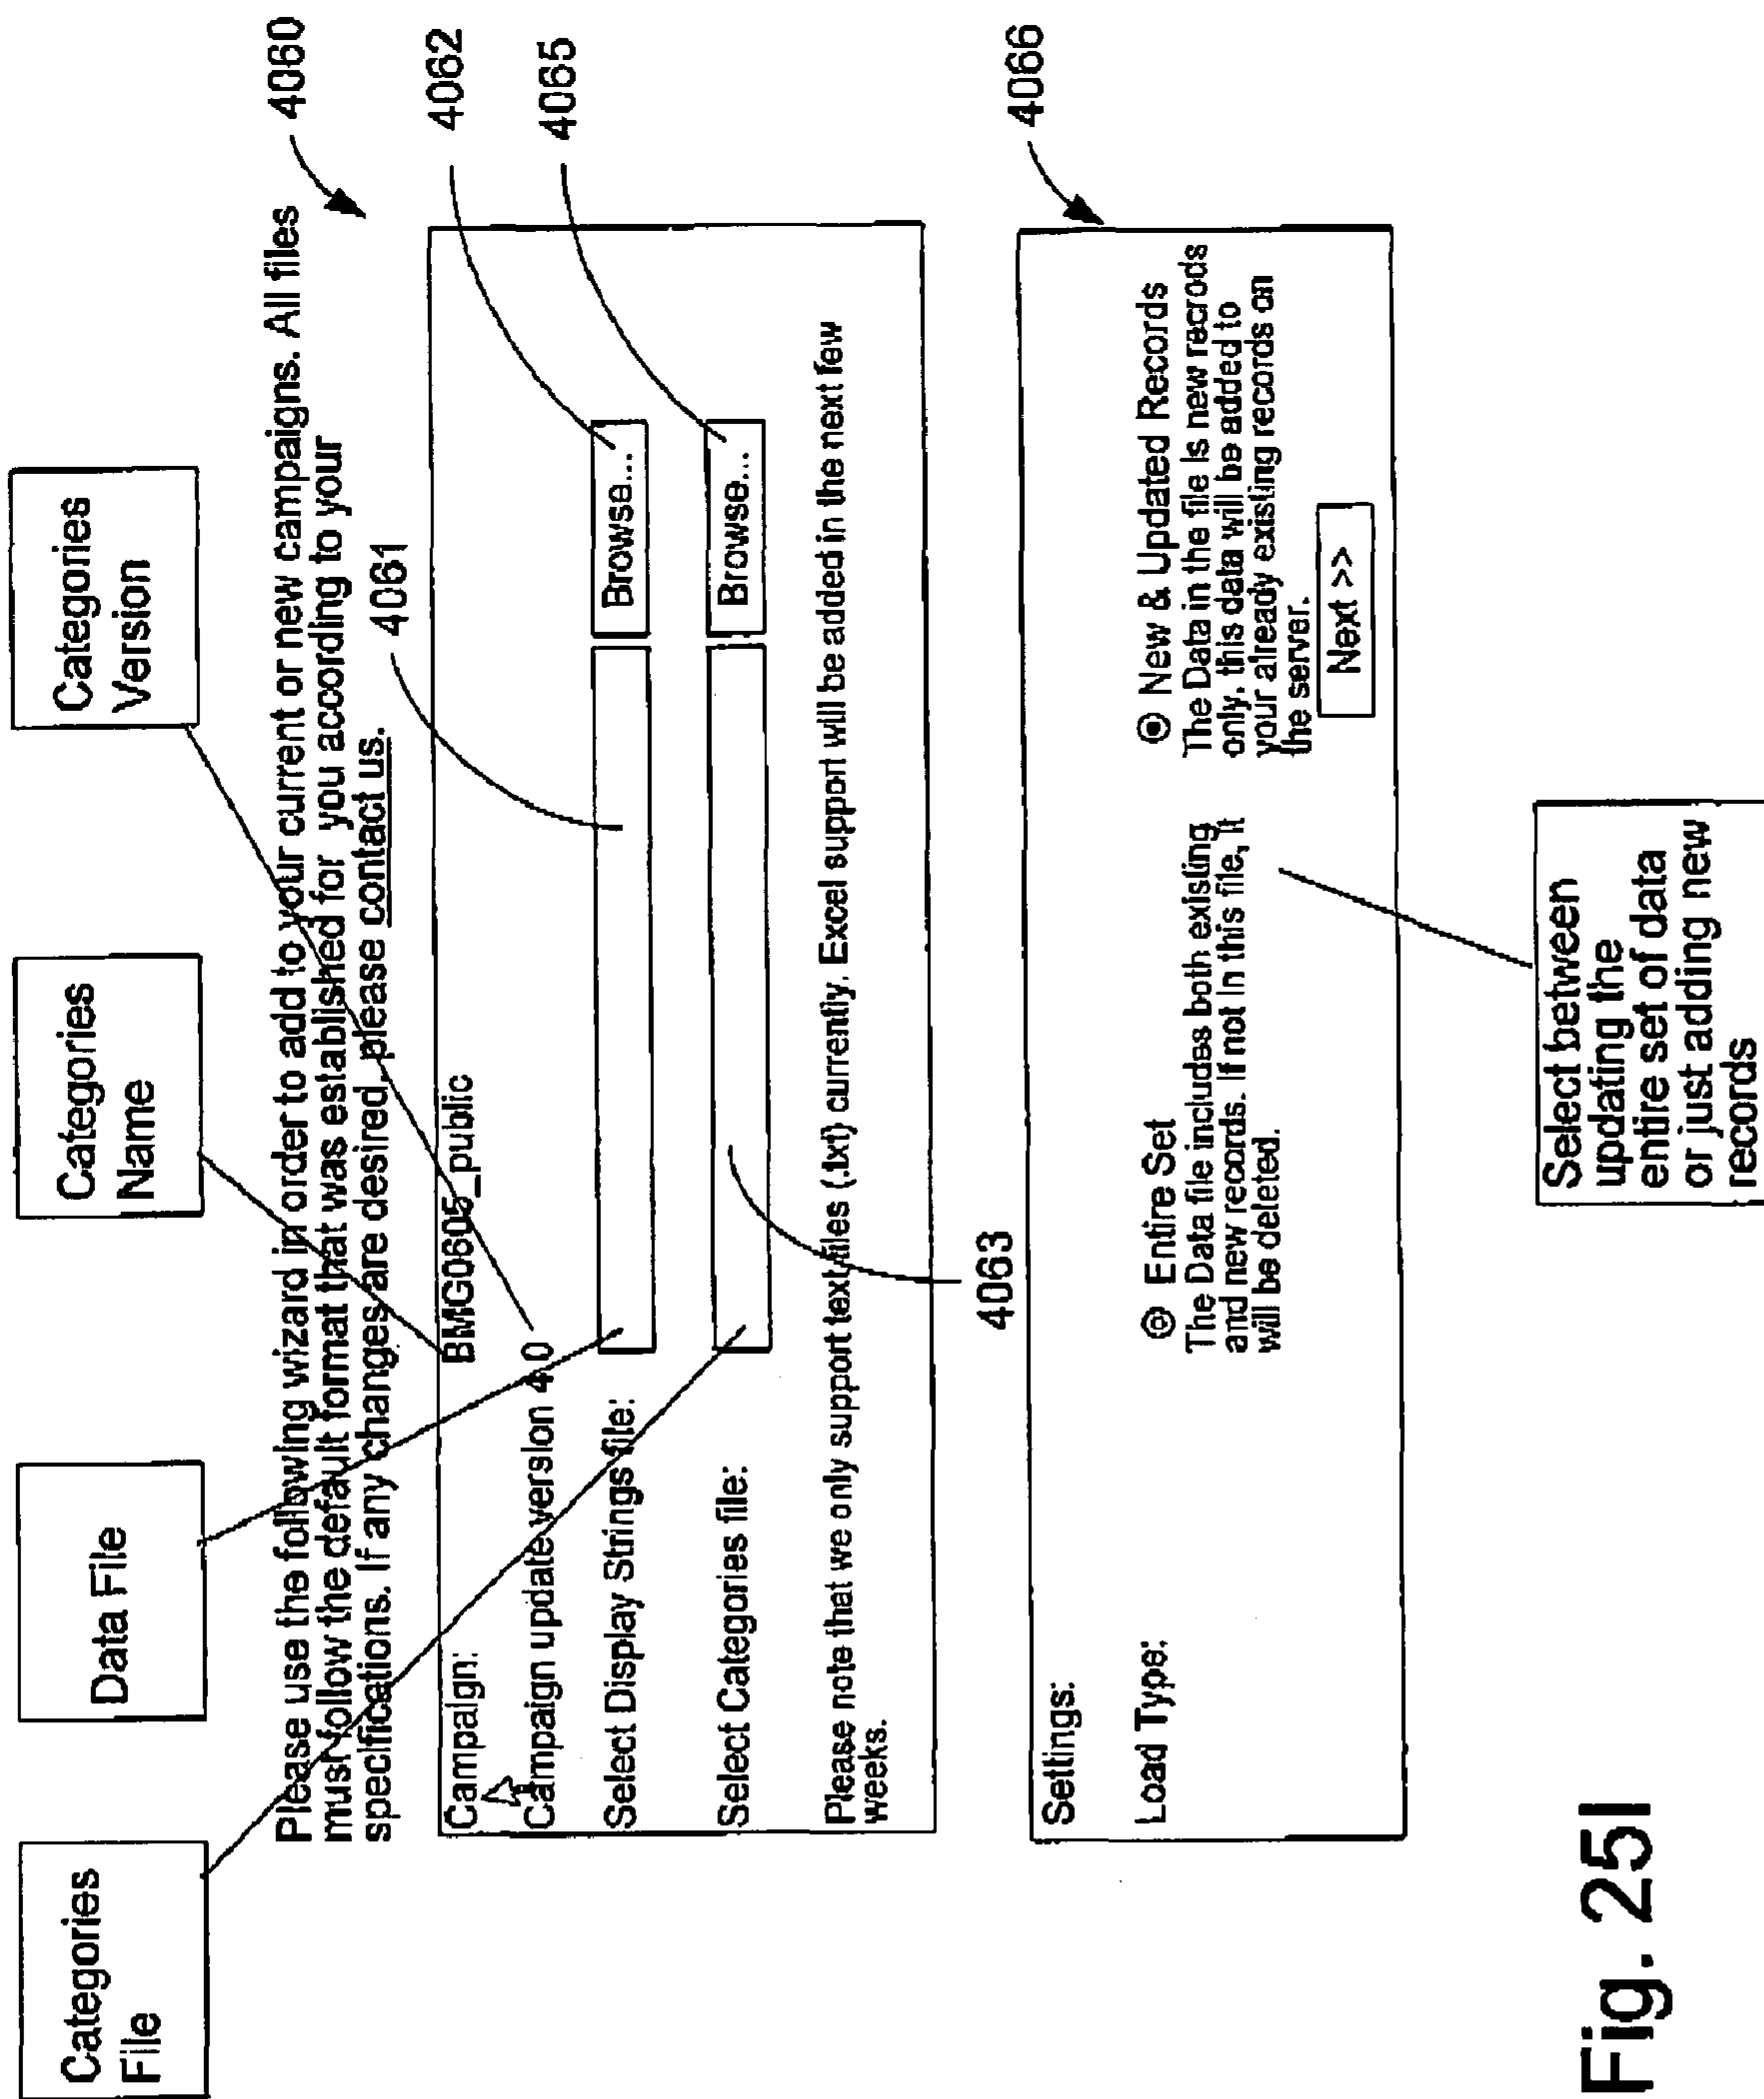 Categories
File
Data File
Categories
Name
Categories
Version
Please use the following wizard in order to add to your current or new campaigns. All files
must follow the default format that was established for you according to your
specifications. If any changes are desired, please contact us.
4060
4061
4062
4065
Campaign: BMG0605_public
Campaign update version 4.0
Select Display Strings file: Browse...
Select Categories file: Browse...
Please note that we only support text files (.txt) currently. Excel support will be added in the next few
weeks.
4063
4066
Settings:
Load Type:
Entire Set
The Data file includes both existing
and new records. If not in this file, it
will be deleted.
New & Updated Records
The Data in the file is new recrods
only. this data will be added to
your already existing records on
the server.
Next >>
Select between
updating the
entire set of data
or just adding new
records
Fig. 25I